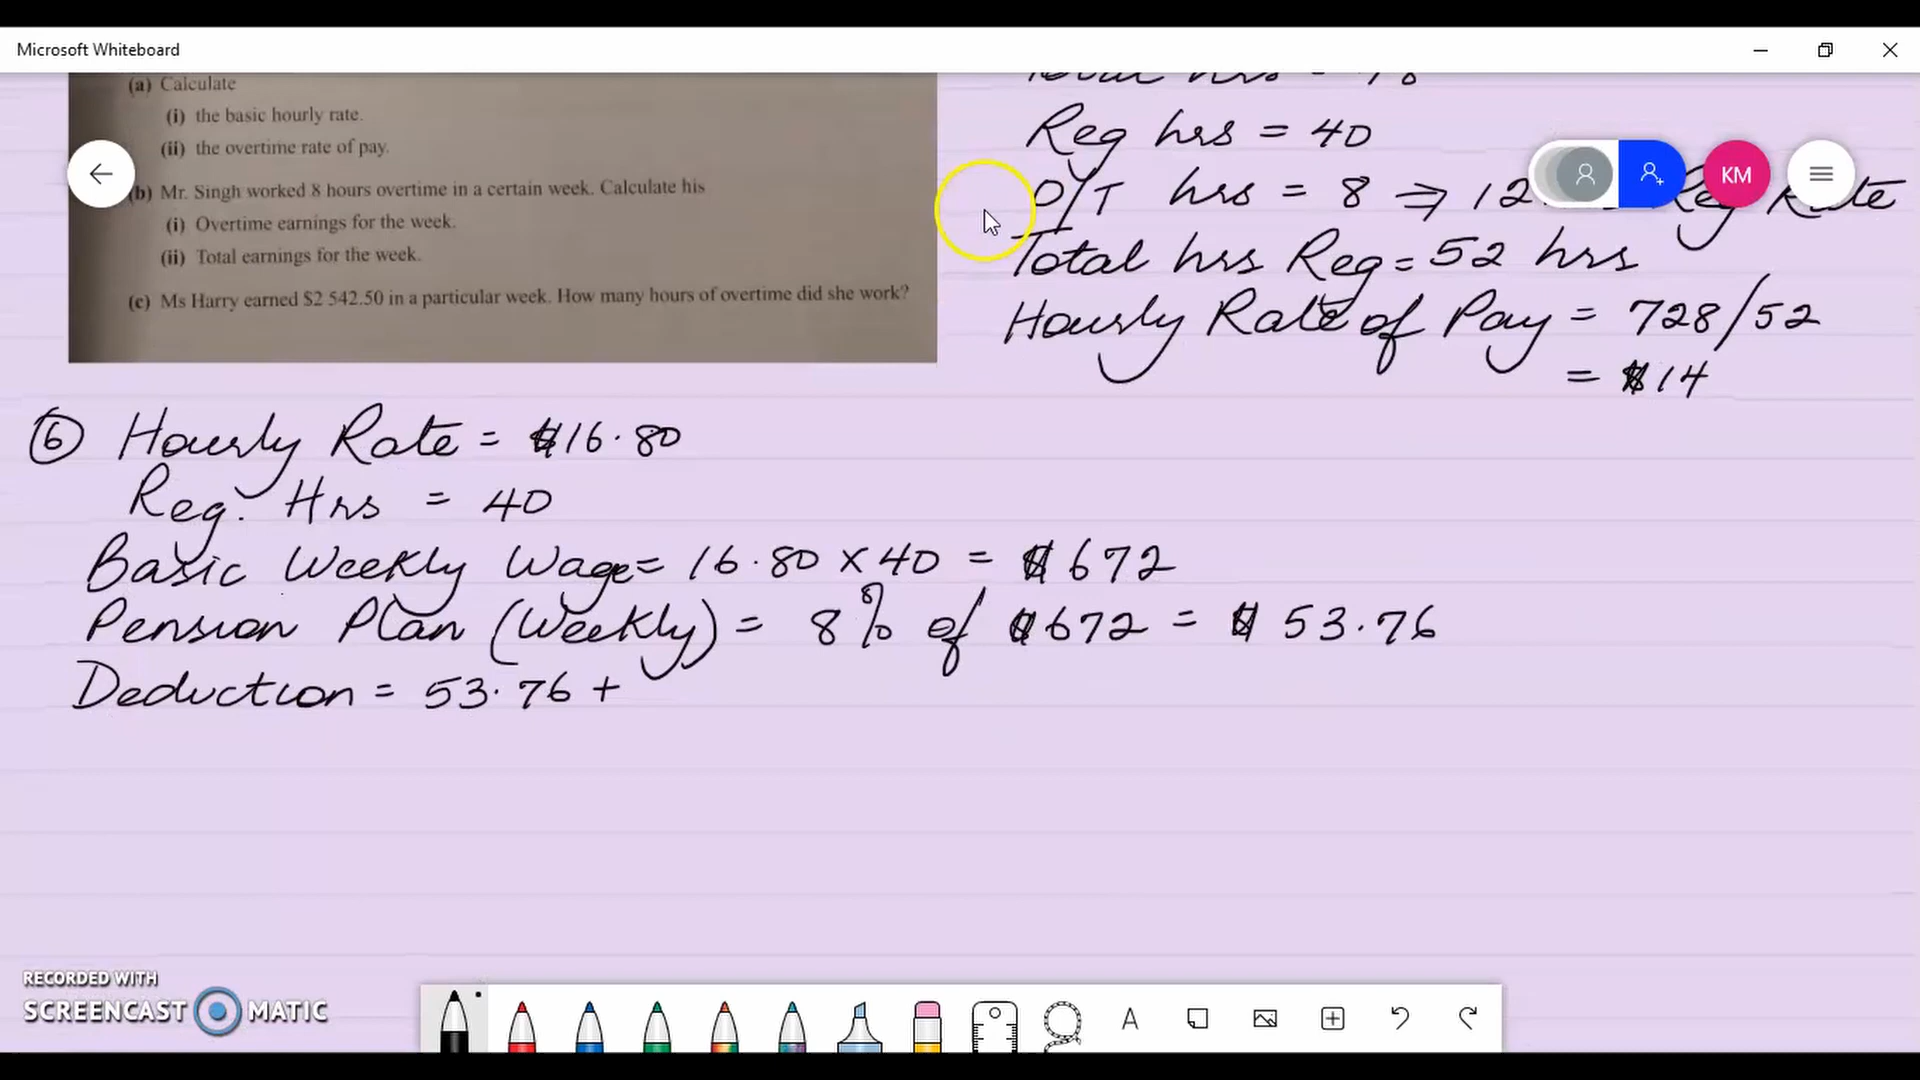 Microsoft Whiteboard
(a) Calculate
(i) the basic hourly rate.
(ii) the overtime rate of pay.
b) Mr. Singh worked 8 hours overtime in a certain week. Calculate his
(i) Overtime earnings for the week.
(ii) Total earnings for the week.
(c) Ms Harry earned $2 542.50 in a particular week. How many hours of overtime did she work?
Reg hrs = 40
O/T hrs = 8 ⇒ 12 Reg Rate
KM
Total hrs Reg = 52 hrs
Hourly Rate of Pay = 728/52
= $14
⑥ Hourly Rate = $16.80
Reg. Hrs = 40
Basic Weekly Wage = 16.80 × 40 = $672
Pension Plan (Weekly) = 8% of $672 = $53.76
Deduction = 53.76 +
RECORDED WITH
SCREENCAST MATIC
A